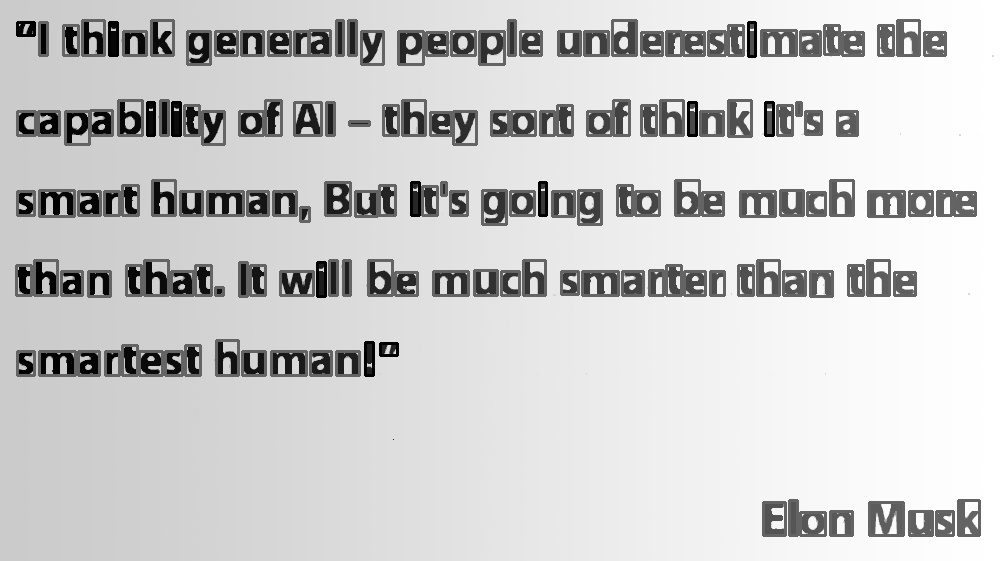 "I think generally people underestimate the
capability of AI – they sort of think it's a
smart human, But it's going to be much more
than that. It will be much smarter than the
smartest human!"
Elon Musk